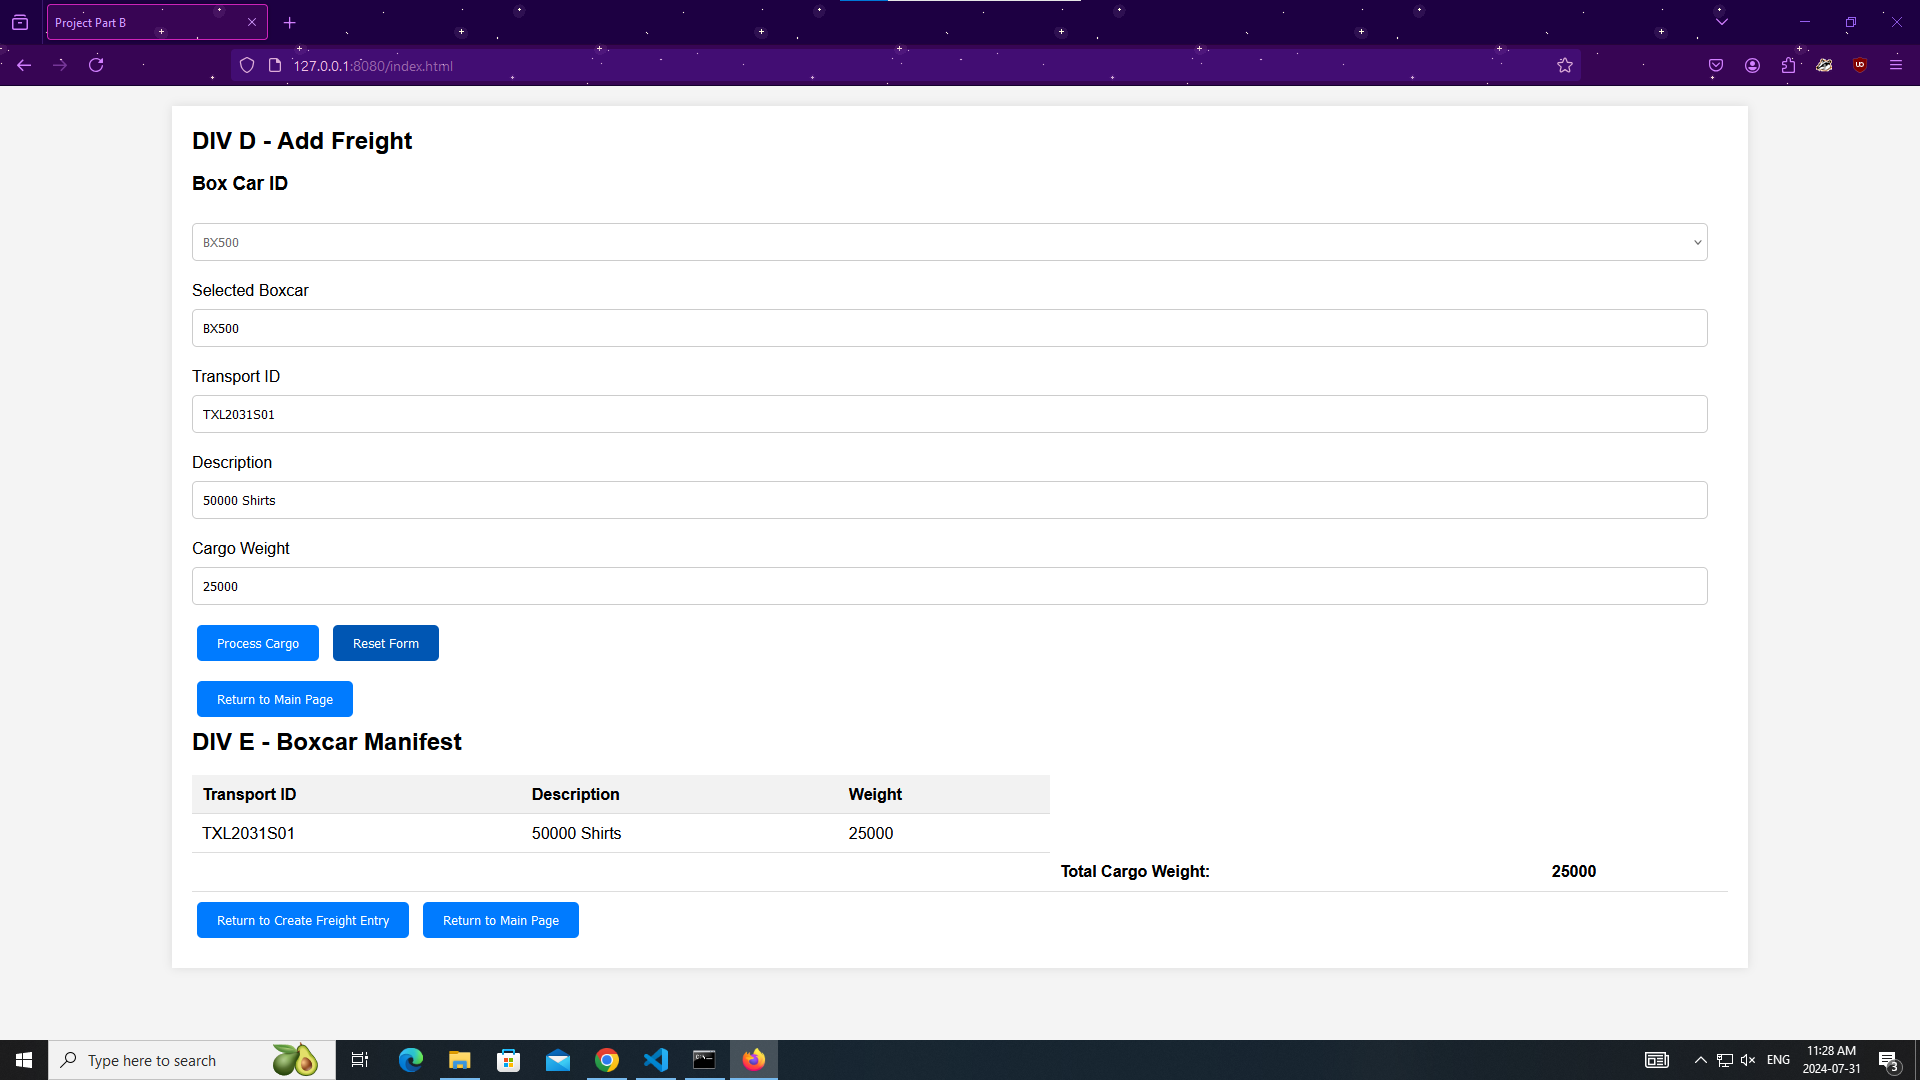 Project Part B
127.0.0.1:8080/index.html
DIV D - Add Freight
Box Car ID
BX500
Selected Boxcar
BX500
Transport ID
TXL2031S01
Description
50000 Shirts
Cargo Weight
25000
Process Cargo Reset Form
Return to Main Page
DIV E - Boxcar Manifest
Transport ID Description Weight
TXL2031S01 50000 Shirts 25000
Total Cargo Weight: 25000
Return to Create Freight Entry Return to Main Page
Type here to search
ENG
11:28 AM
2024-07-31
3